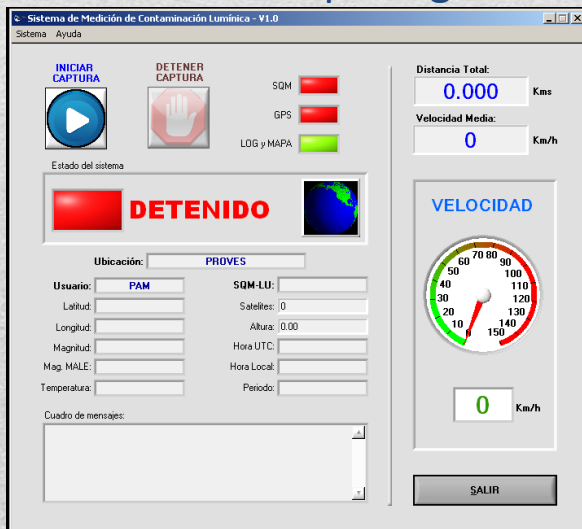 Sistema de Medición de Contaminación Lumínica - V1.0
Sistema Ayuda
INICIAR
CAPTURA
DETENER
CAPTURA
SQM
GPS
LOG y MAPA
Estado del sistema
DETENIDO
Ubicación: PROVES
Usuario: PAM
SQM-LU:
Latitud:
Satelites: 0
Longitud:
Altura: 0.00
Magnitud:
Hora UTC:
Mag. MALE:
Hora Local:
Temperatura:
Periodo:
Cuadro de mensajes:
Distancia Total:
0.000 Kms
Velocidad Media:
0 Km/h
VELOCIDAD
0
10
20
30
40
50
60
70
80
90
100
110
120
130
140
150
0 Km/h
SALIR